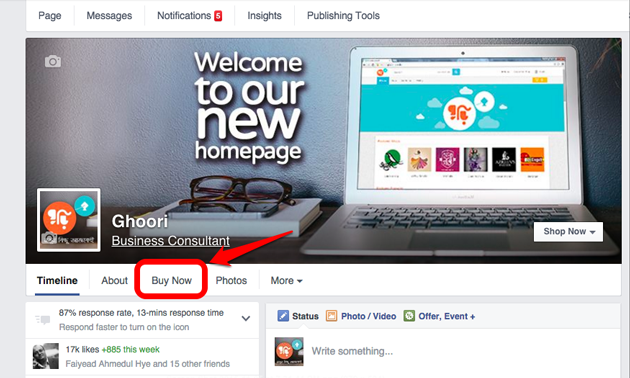 Page Messages Notifications 5 Insights Publishing Tools
Welcome
to our
new
homepage
Ghoori
Business Consultant
Shop Now
Timeline About Buy Now Photos More
87% response rate, 13-mins response time
Respond faster to turn on the icon
17k likes +885 this week
Faiyead Ahmedul Hye and 15 other friends
Status Photo / Video Offer, Event +
Write something...